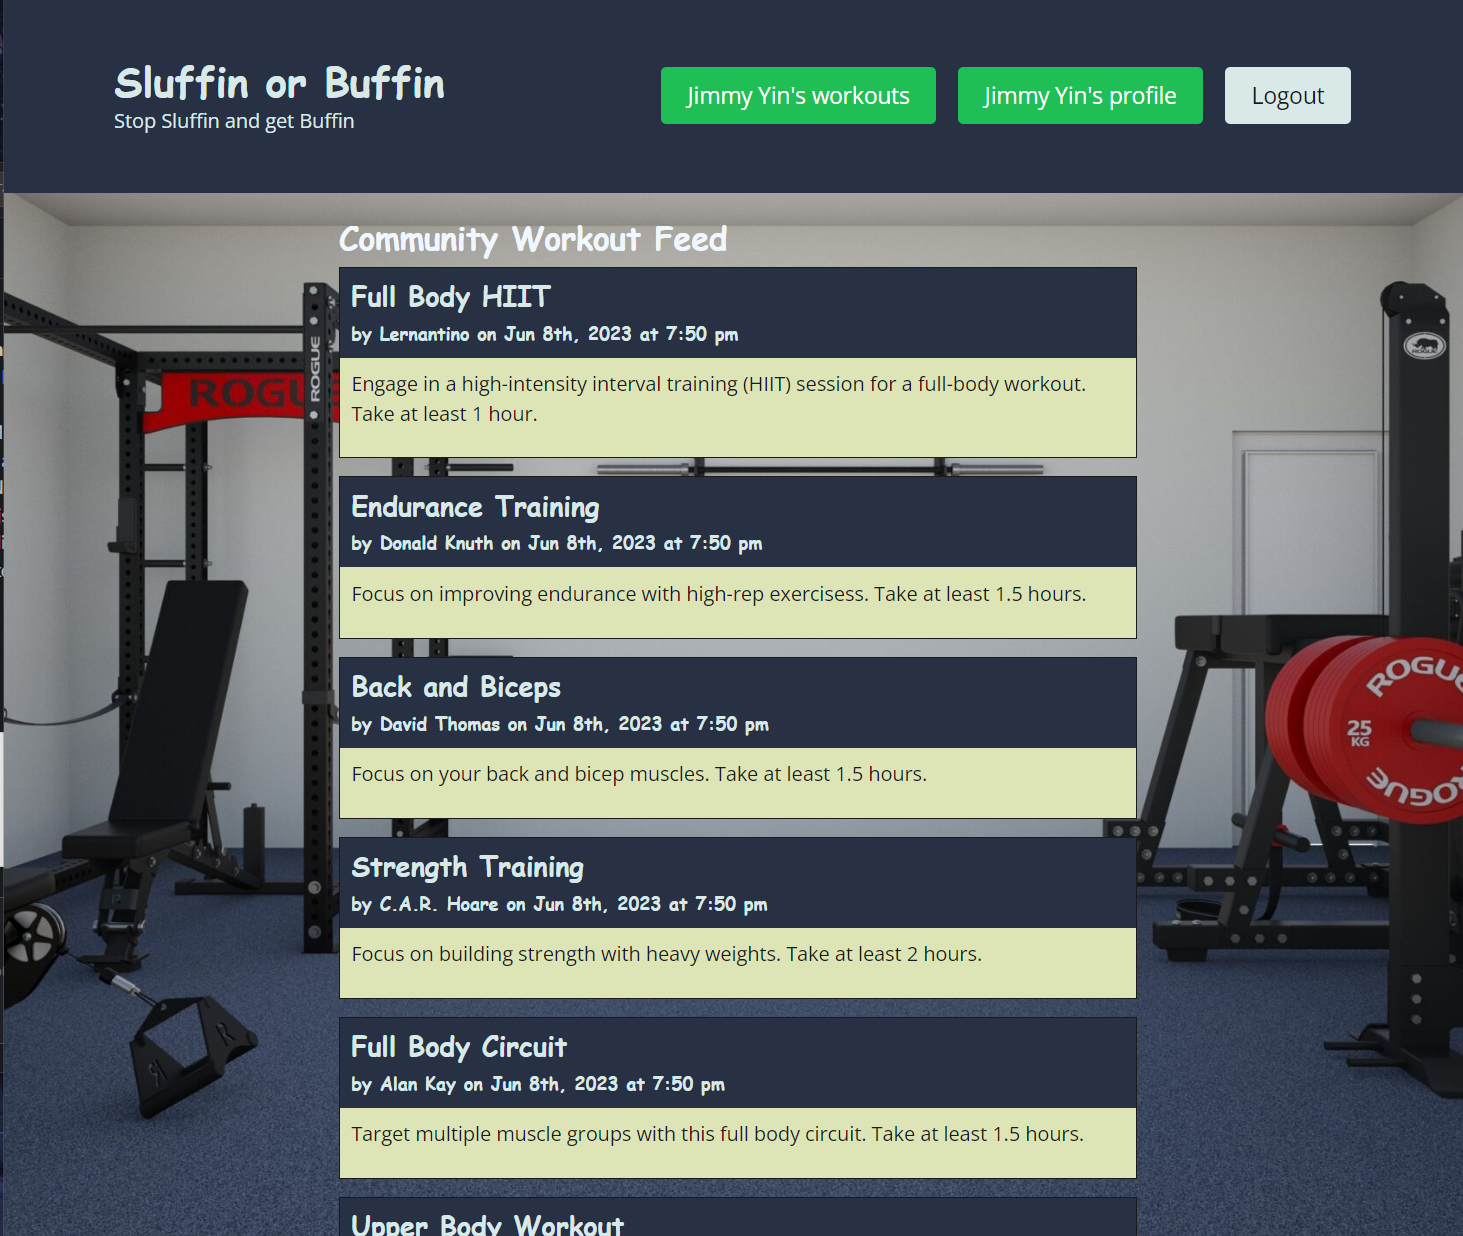 Sluffin or Buffin
Stop Sluffin and get Buffin
Jimmy Yin's workouts
Jimmy Yin's profile
Logout
Community Workout Feed
Full Body HIIT
by Lernantino on Jun 8th, 2023 at 7:50 pm
Engage in a high-intensity interval training (HIIT) session for a full-body workout.
Take at least 1 hour.
Endurance Training
by Donald Knuth on Jun 8th, 2023 at 7:50 pm
Focus on improving endurance with high-rep exercisess. Take at least 1.5 hours.
Back and Biceps
by David Thomas on Jun 8th, 2023 at 7:50 pm
Focus on your back and bicep muscles. Take at least 1.5 hours.
Strength Training
by C.A.R. Hoare on Jun 8th, 2023 at 7:50 pm
Focus on building strength with heavy weights. Take at least 2 hours.
Full Body Circuit
by Alan Kay on Jun 8th, 2023 at 7:50 pm
Target multiple muscle groups with this full body circuit. Take at least 1.5 hours.
Upper Body Workout
ROGU
ROGUE
ROGUE
ROGUE
25
KG
ROGUE
R
R